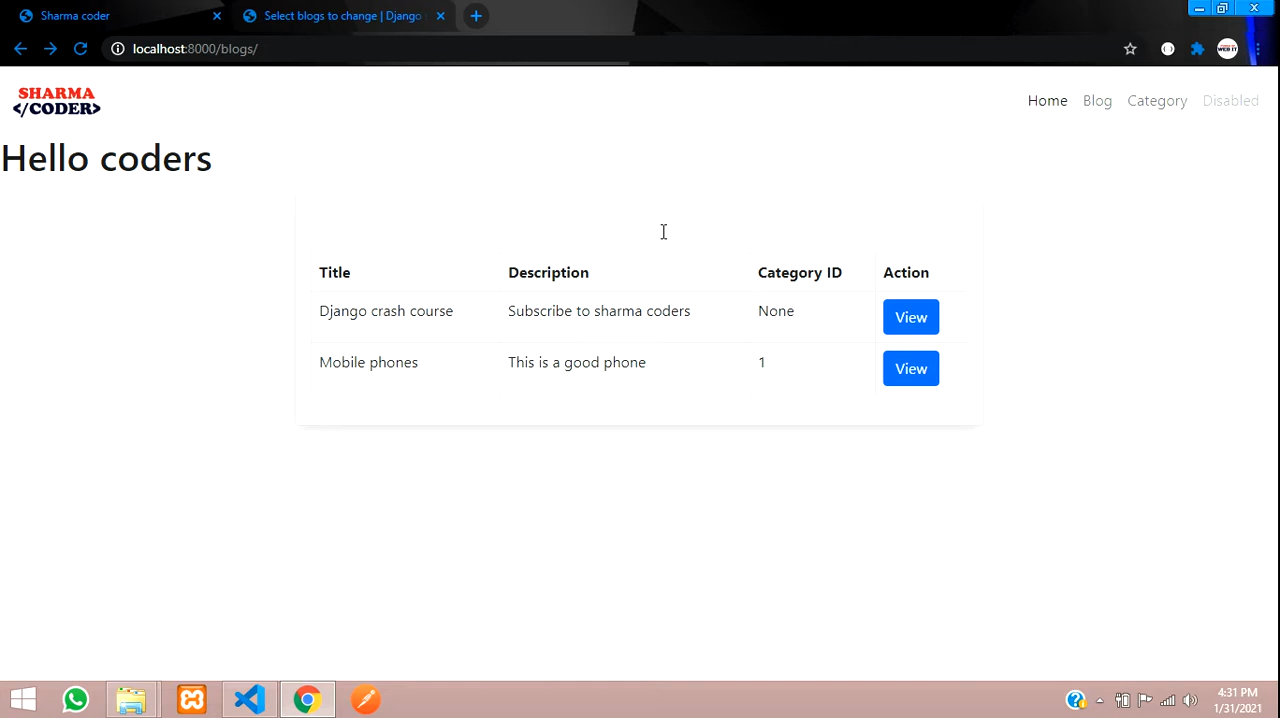 Sharma coder
Select blogs to change | Django
localhost:8000/blogs/
WEB IT
SHARMA
</CODER>
Home Blog Category Disabled
Hello coders
Title Description Category ID Action
Django crash course Subscribe to sharma coders None View
Mobile phones This is a good phone 1 View
4:31 PM
1/31/2021